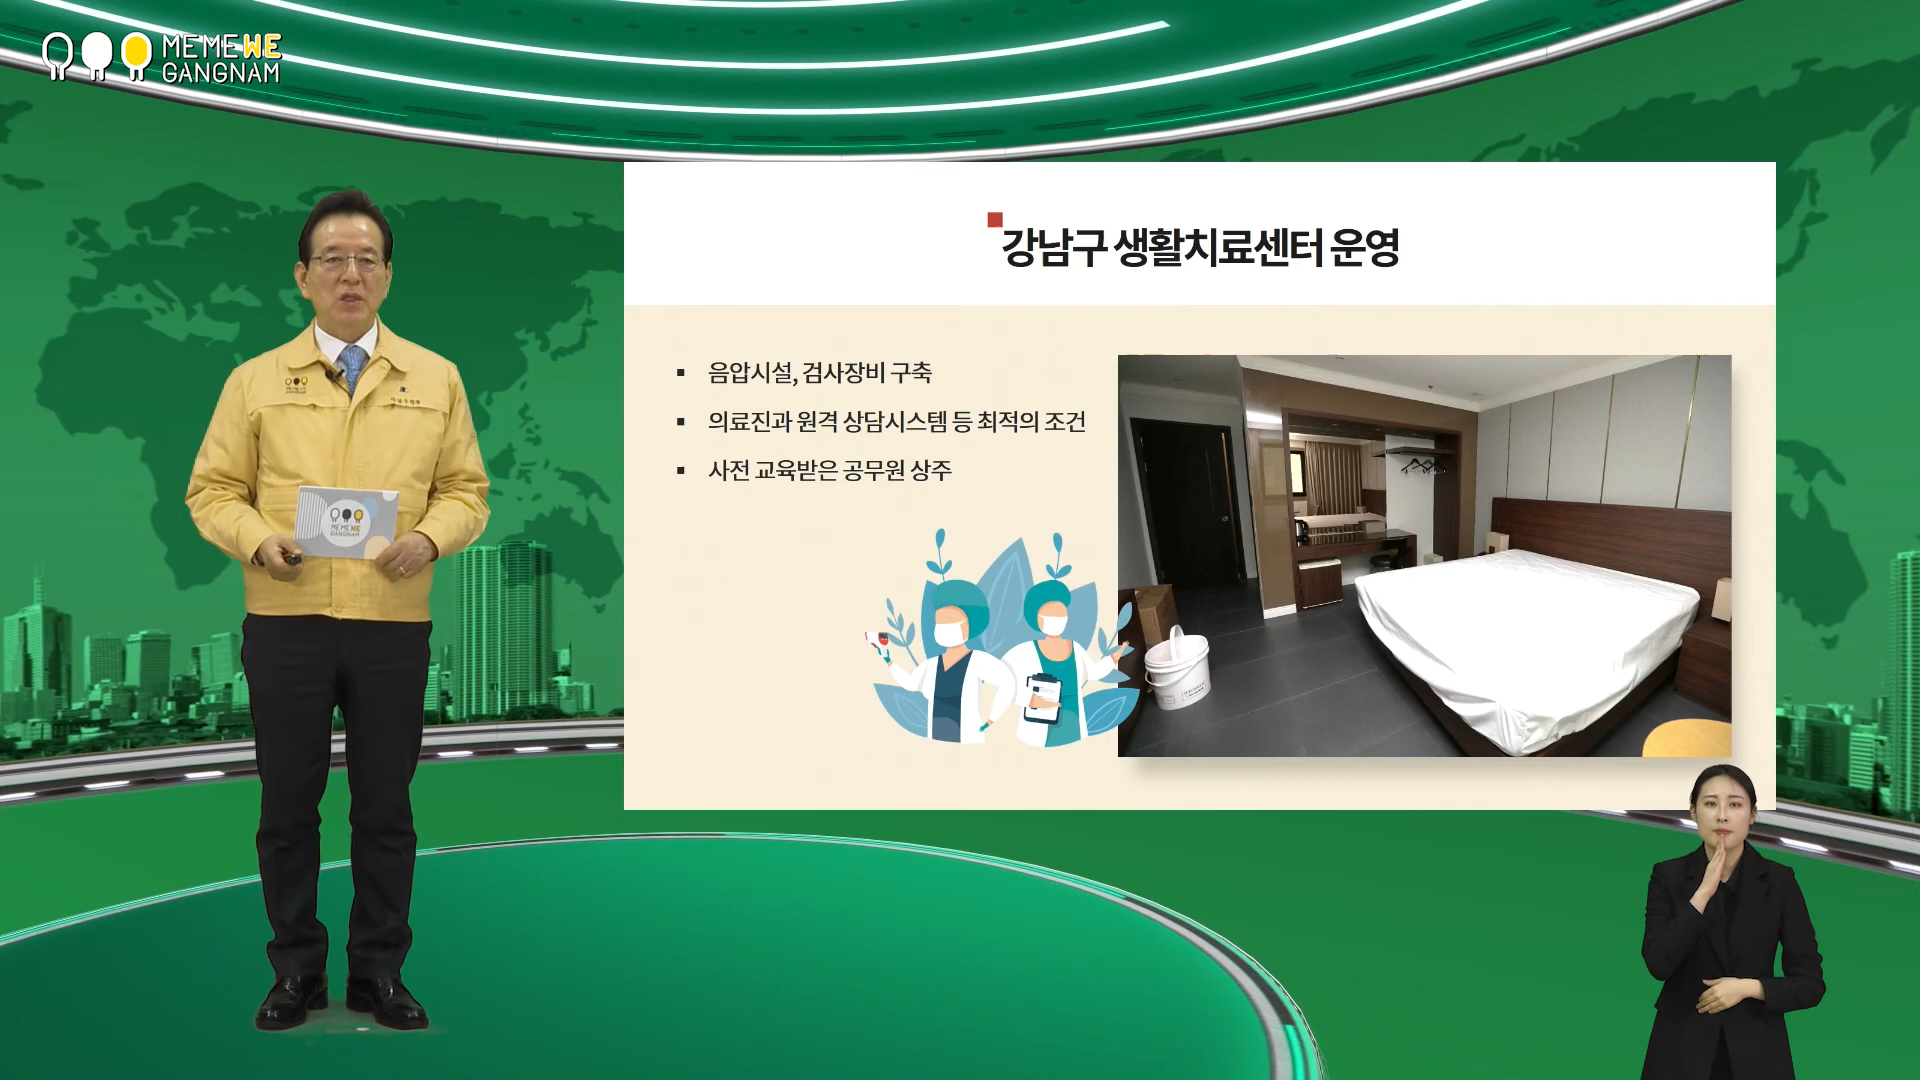 MEMEWE
GANGNAM
강남구 생활치료센터 운영
음압시설, 검사장비 구축
의료진과 원격 상담시스템 등 최적의 조건
사전 교육받은 공무원 상주
MEMEWE
GANGNAM